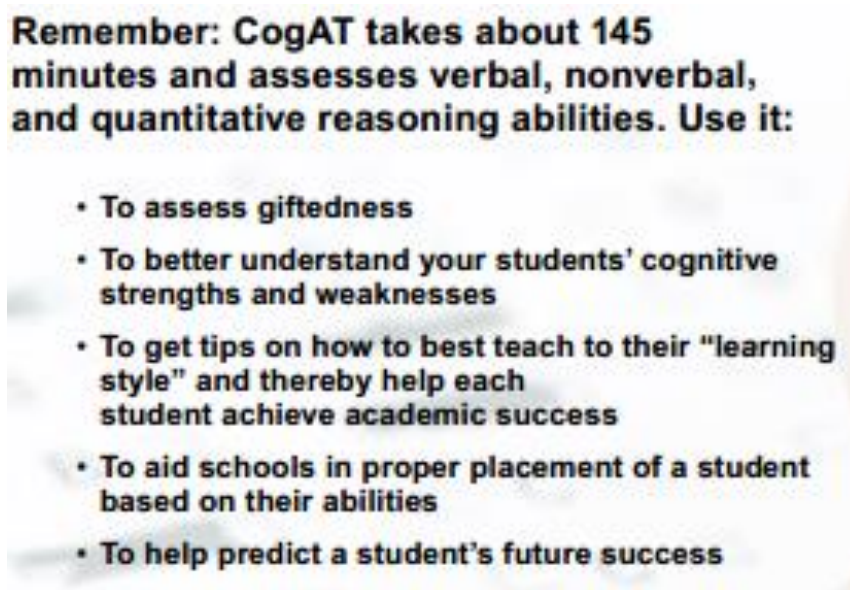 Remember: CogAT takes about 145
minutes and assesses verbal, nonverbal,
and quantitative reasoning abilities. Use it:
• To assess giftedness
• To better understand your students’ cognitive
strengths and weaknesses
• To get tips on how to best teach to their “learning
style” and thereby help each
student achieve academic success
• To aid schools in proper placement of a student
based on their abilities
• To help predict a student’s future success